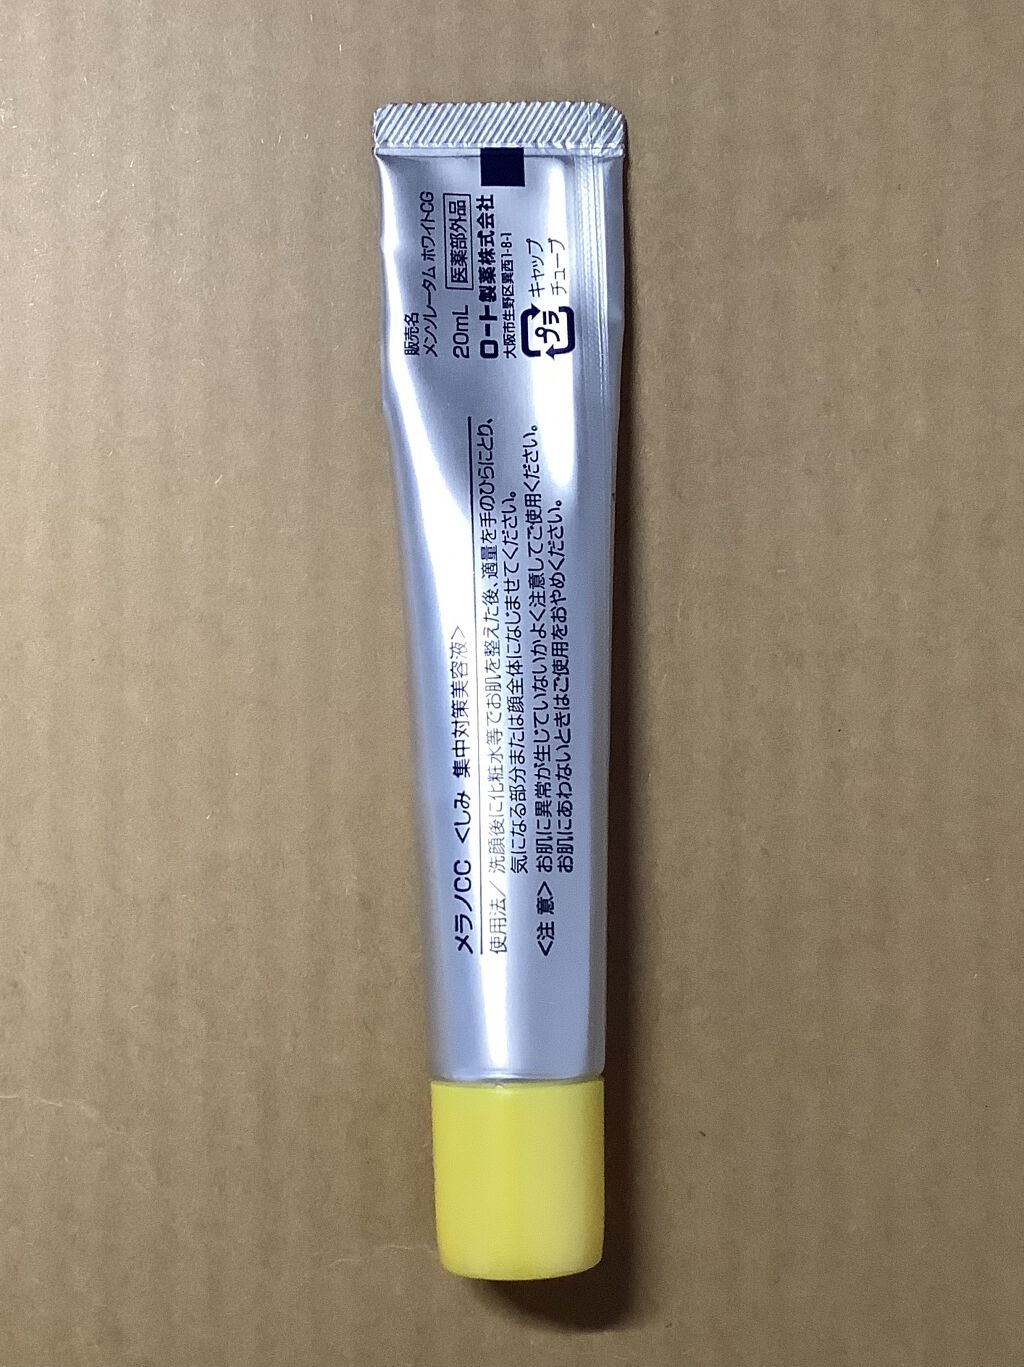 メラノCC <しみ 集中対策美容液>
使用法/ 洗顔後に化粧水等でお肌を整えた後、適量を手のひらにとり、
気になる部分または顔全体になじませてください。
<注 意> お肌に異常が生じていないかよく注意してご使用ください。
お肌にあわないときはご使用をおやめください。
販売名
メンソレータム ホワイトCG
20mL 医薬部外品
ロート製薬株式会社
大阪市生野区巽西1-8-1
プラ キャップ
チューブ